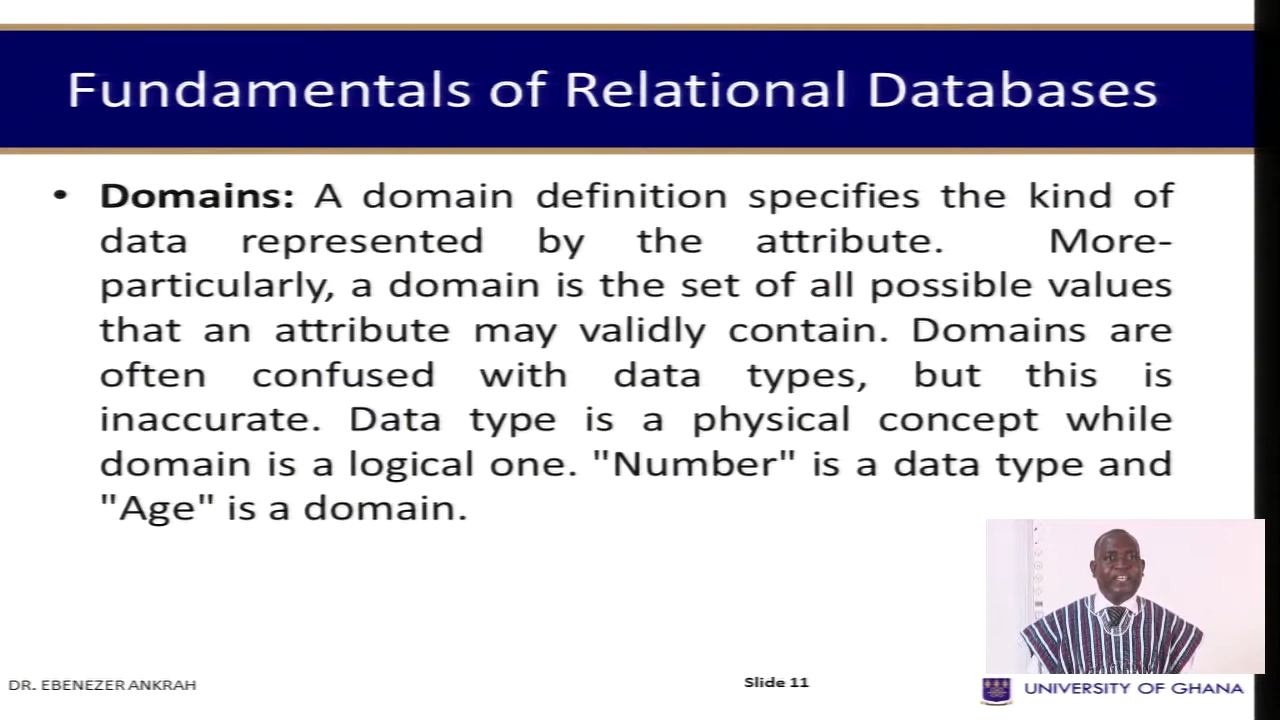 Fundamentals of Relational Databases
• Domains: A domain definition specifies the kind of
data represented by the attribute. More-
particularly, a domain is the set of all possible values
that an attribute may validly contain. Domains are
often confused with data types, but this is
inaccurate. Data type is a physical concept while
domain is a logical one. "Number" is a data type and
"Age" is a domain.
DR. EBENEZER ANKRAH
Slide 11
UNIVERSITY OF GHANA